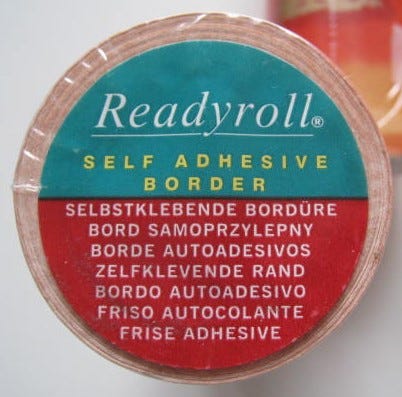 Readyroll®
SELF ADHESIVE
BORDER
SELBSTKLEBENDE BORDÜRE
BORD SAMOPRZYLEPNY
BORDE AUTOADESIVOS
ZELFKLEVENDE RAND
BORDO AUTOADESIVO
FRISO AUTOCOLANTE
FRISE ADHESIVE